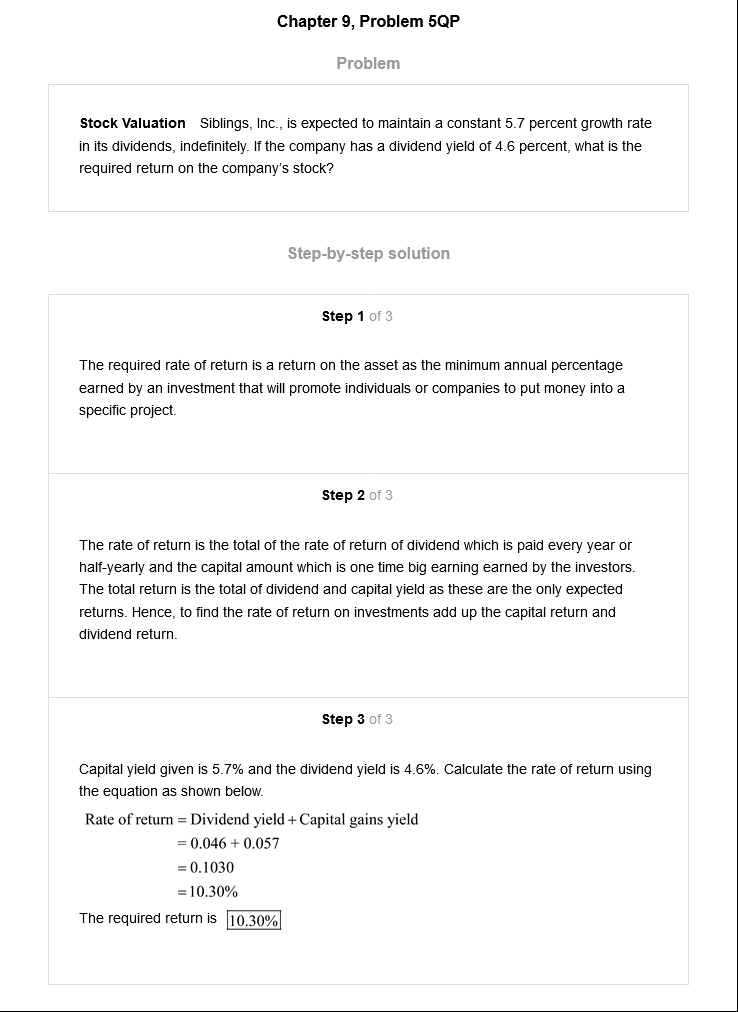 Chapter 9, Problem 5QP
Problem
Stock Valuation Siblings, Inc., is expected to maintain a constant 5.7 percent growth rate
in its dividends, indefinitely. If the company has a dividend yield of 4.6 percent, what is the
required return on the company's stock?
Step-by-step solution
Step 1 of 3
The required rate of return is a return on the asset as the minimum annual percentage
earned by an investment that will promote individuals or companies to put money into a
specific project.
Step 2 of 3
The rate of return is the total of the rate of return of dividend which is paid every year or
half-yearly and the capital amount which is one time big earning earned by the investors.
The total return is the total of dividend and capital yield as these are the only expected
returns. Hence, to find the rate of return on investments add up the capital return and
dividend return.
Step 3 of 3
Capital yield given is 5.7% and the dividend yield is 4.6%. Calculate the rate of return using
the equation as shown below.
Rate of return = Dividend yield + Capital gains yield
= 0.046 + 0.057
= 0.1030
= 10.30%
The required return is 10.30%